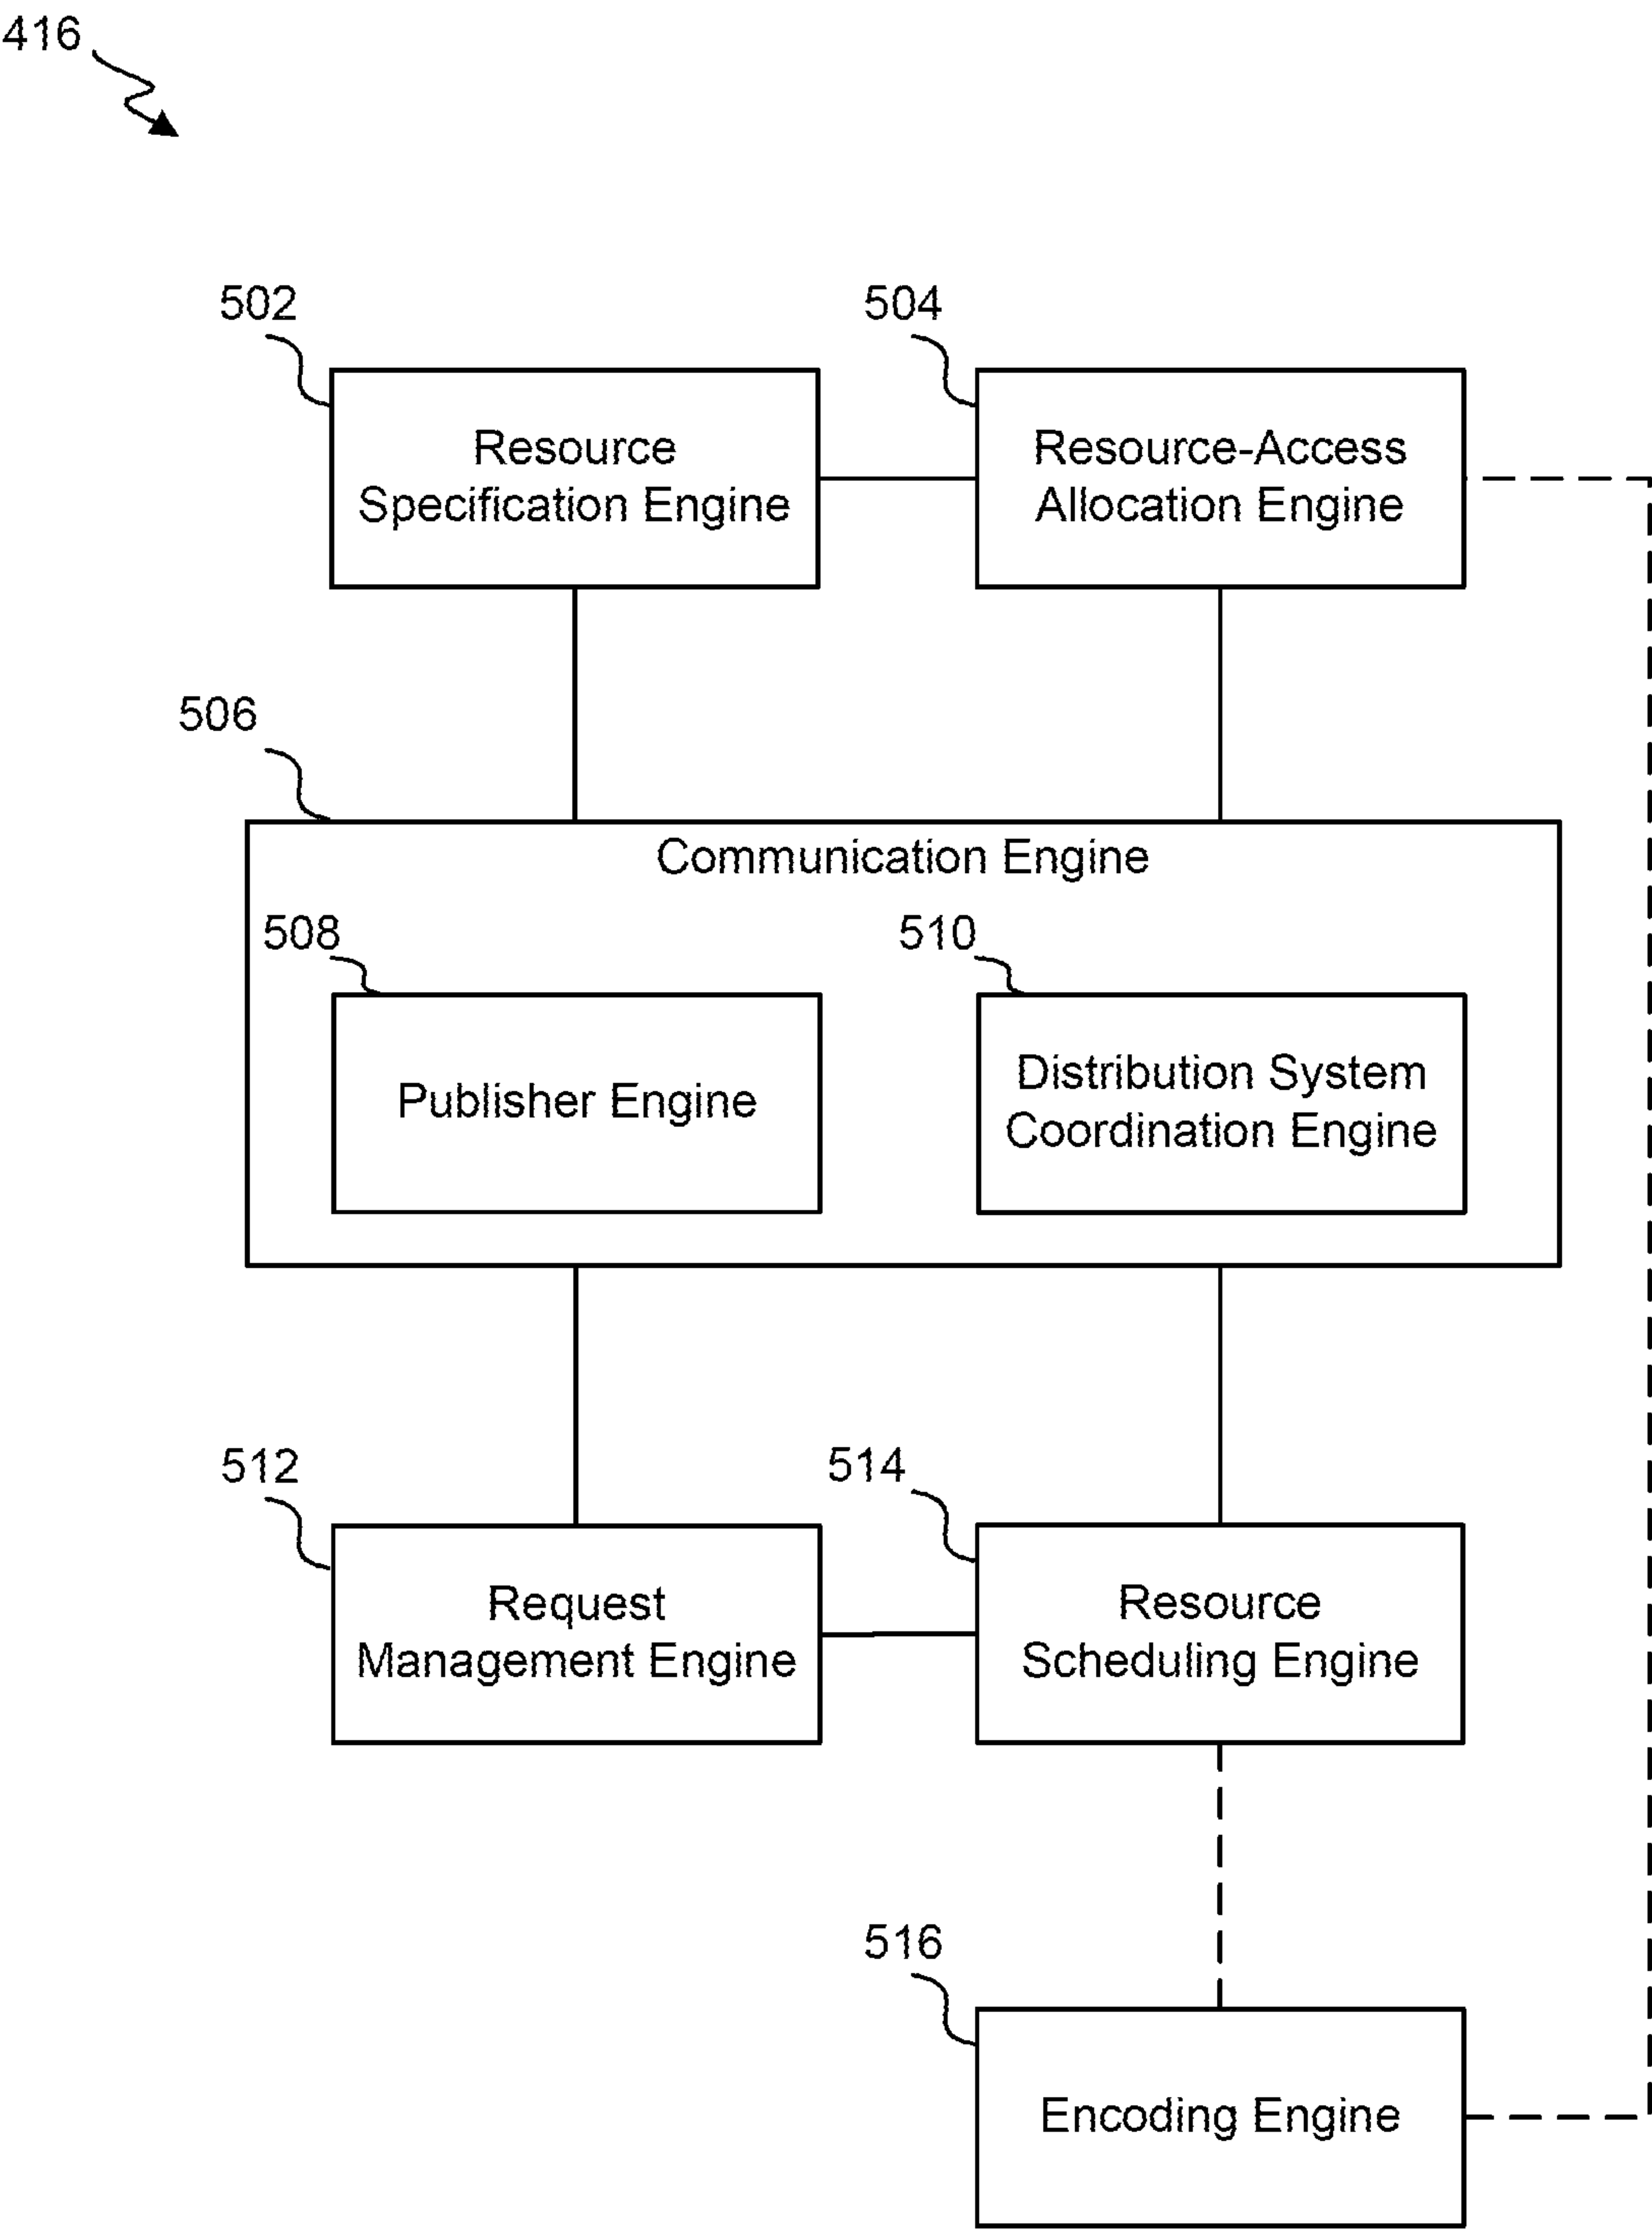 416
502
504
Resource
Specification Engine
Resource-Access
Allocation Engine
506
Communication Engine
508
510
Publisher Engine
Distribution System
Coordination Engine
512
514
Request
Management Engine
Resource
Scheduling Engine
516
Encoding Engine